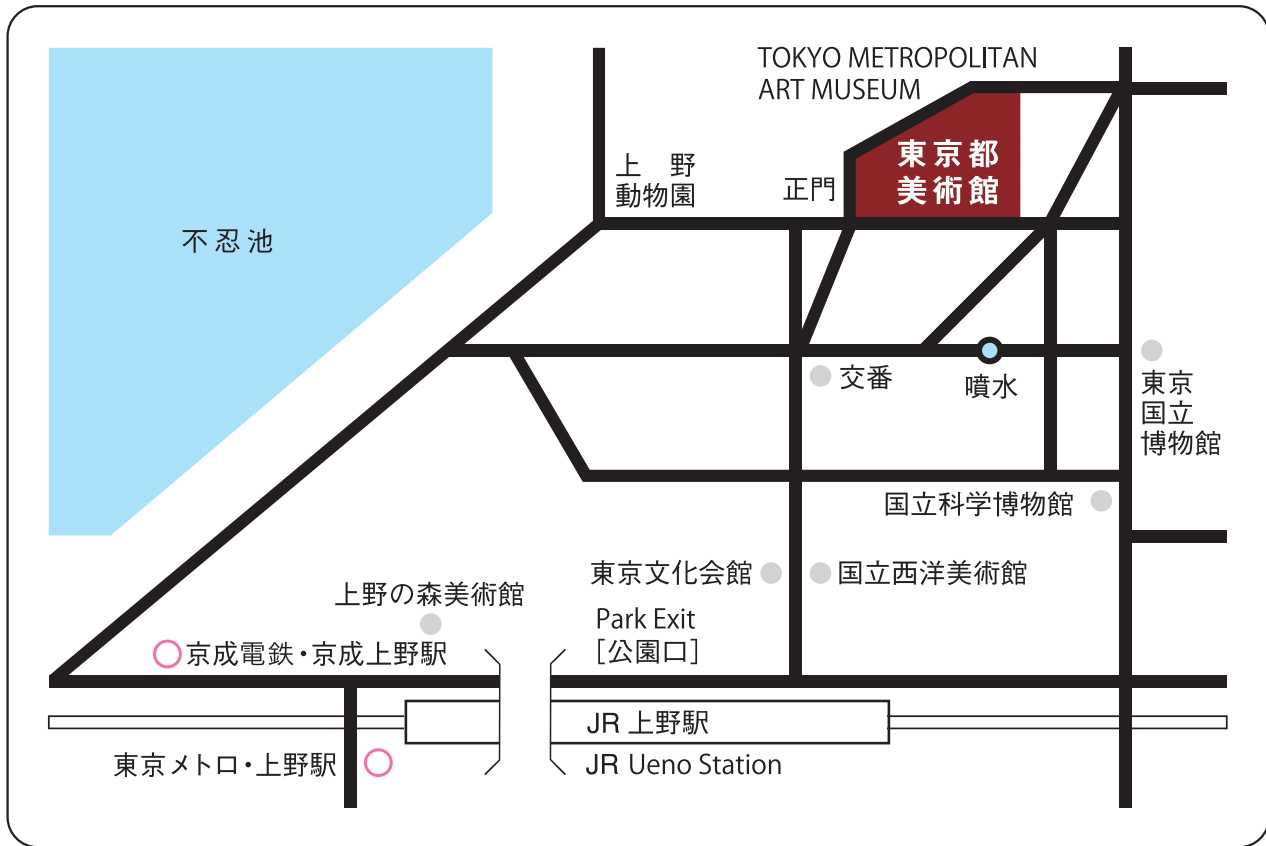 TOKYO METROPOLITAN
ART MUSEUM
東京都
美術館
上 野
動物園
正門
不忍池
交番
噴水
東京
国立
博物館
国立科学博物館
東京文化会館
国立西洋美術館
上野の森美術館
Park Exit
[公園口]
京成電鉄・京成上野駅
JR 上野駅
東京メトロ・上野駅
JR Ueno Station